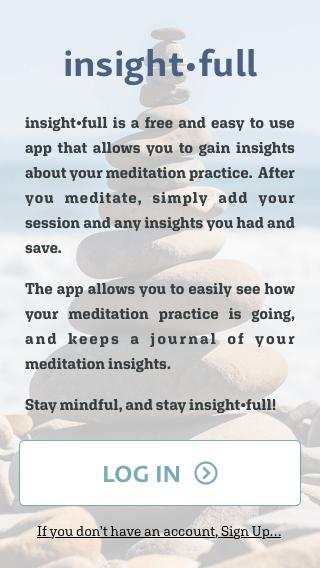 insight•full
insight•full is a free and easy to use
app that allows you to gain insights
about your meditation practice. After
you meditate, simply add your
session and any insights you had and
save.
The app allows you to easily see how
your meditation practice is going,
and keeps a journal of your
meditation insights.
Stay mindful, and stay insight•full!
LOG IN
If you don't have an account, Sign Up...